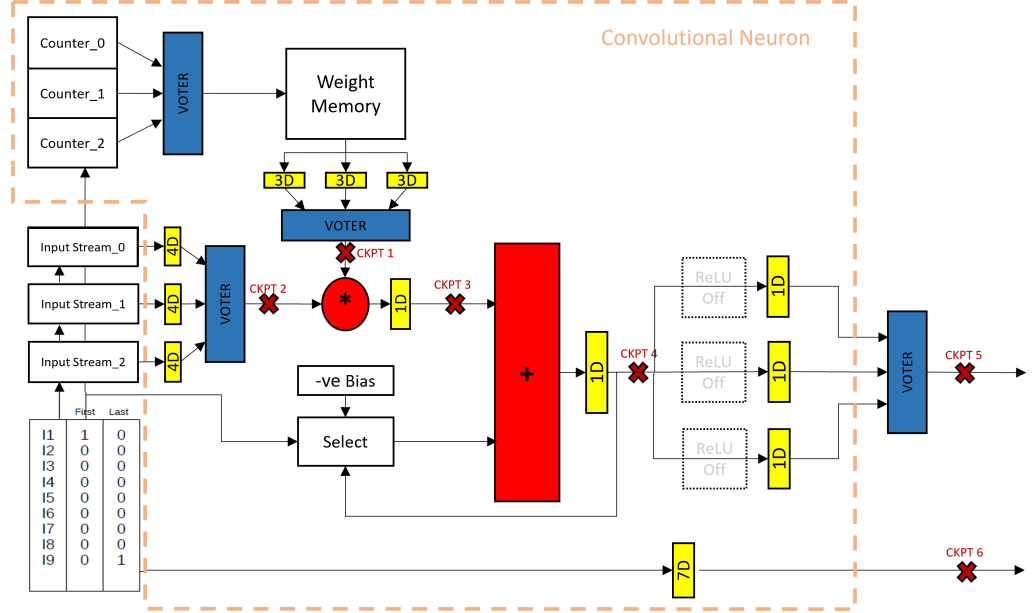 Convolutional Neuron
Counter_0
Counter_1
Counter_2
VOTER
Weight
Memory
3D
3D
3D
VOTER
CKPT 1
Input Stream_0
Input Stream_1
Input Stream_2
4D
4D
4D
VOTER
CKPT 2
*
1D
CKPT 3
-ve Bias
Select
+
1D
CKPT 4
ReLU
Off
1D
ReLU
Off
1D
ReLU
Off
1D
VOTER
CKPT 5
First Last
I1 1 0
I2 0 0
I3 0 0
I4 0 0
I5 0 0
I6 0 0
I7 0 0
I8 0 0
I9 0 1
7D
CKPT 6